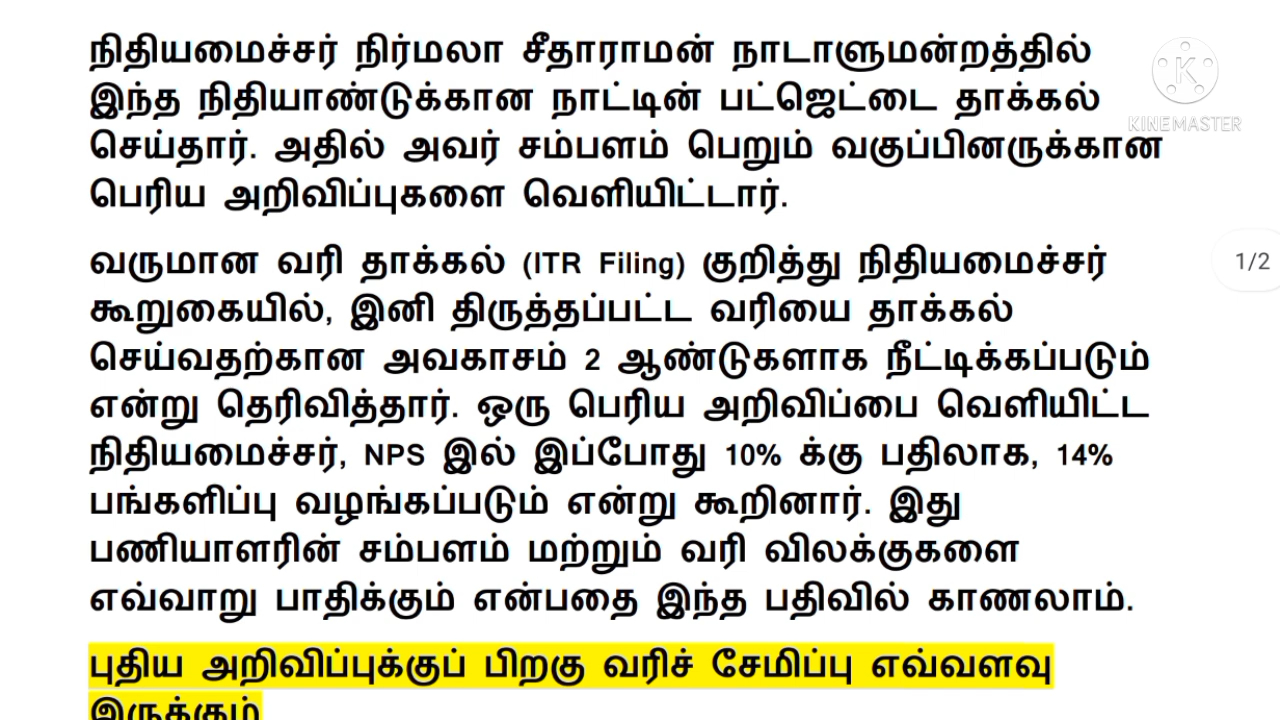 நிதியமைச்சர் நிர்மலா சீதாராமன் நாடாளுமன்றத்தில்
இந்த நிதியாண்டுக்கான நாட்டின் பட்ஜெட்டை தாக்கல்
செய்தார். அதில் அவர் சம்பளம் பெறும் வகுப்பினருக்கான
பெரிய அறிவிப்புகளை வெளியிட்டார்.
வருமான வரி தாக்கல் (ITR Filing) குறித்து நிதியமைச்சர்
கூறுகையில், இனி திருத்தப்பட்ட வரியை தாக்கல்
செய்வதற்கான அவகாசம் 2 ஆண்டுகளாக நீட்டிக்கப்படும்
என்று தெரிவித்தார். ஒரு பெரிய அறிவிப்பை வெளியிட்ட
நிதியமைச்சர், NPS இல் இப்போது 10% க்கு பதிலாக, 14%
பங்களிப்பு வழங்கப்படும் என்று கூறினார். இது
பணியாளரின் சம்பளம் மற்றும் வரி விலக்குகளை
எவ்வாறு பாதிக்கும் என்பதை இந்த பதிவில் காணலாம்.
புதிய அறிவிப்புக்குப் பிறகு வரிச் சேமிப்பு எவ்வளவு
இருக்கும்
K
KINEMASTER
1/2